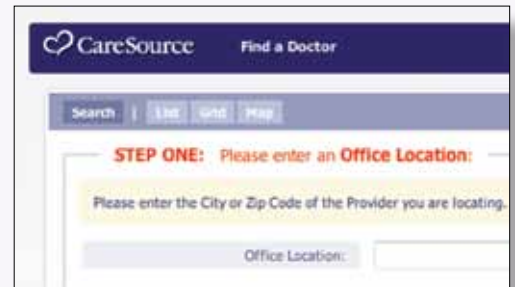 CareSource Find a Doctor
Search | List Grid Map
STEP ONE: Please enter an Office Location:
Please enter the City or Zip Code of the Provider you are locating.
Office Location: